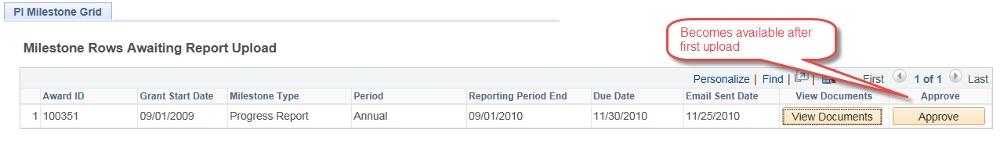 PI Milestone Grid
Becomes available after
first upload
Milestone Rows Awaiting Report Upload
Personalize | Find | | First 1 of 1 Last
Award ID Grant Start Date Milestone Type Period Reporting Period End Due Date Email Sent Date View Documents Approve
1 100351 09/01/2009 Progress Report Annual 09/01/2010 11/30/2010 11/25/2010 View Documents Approve